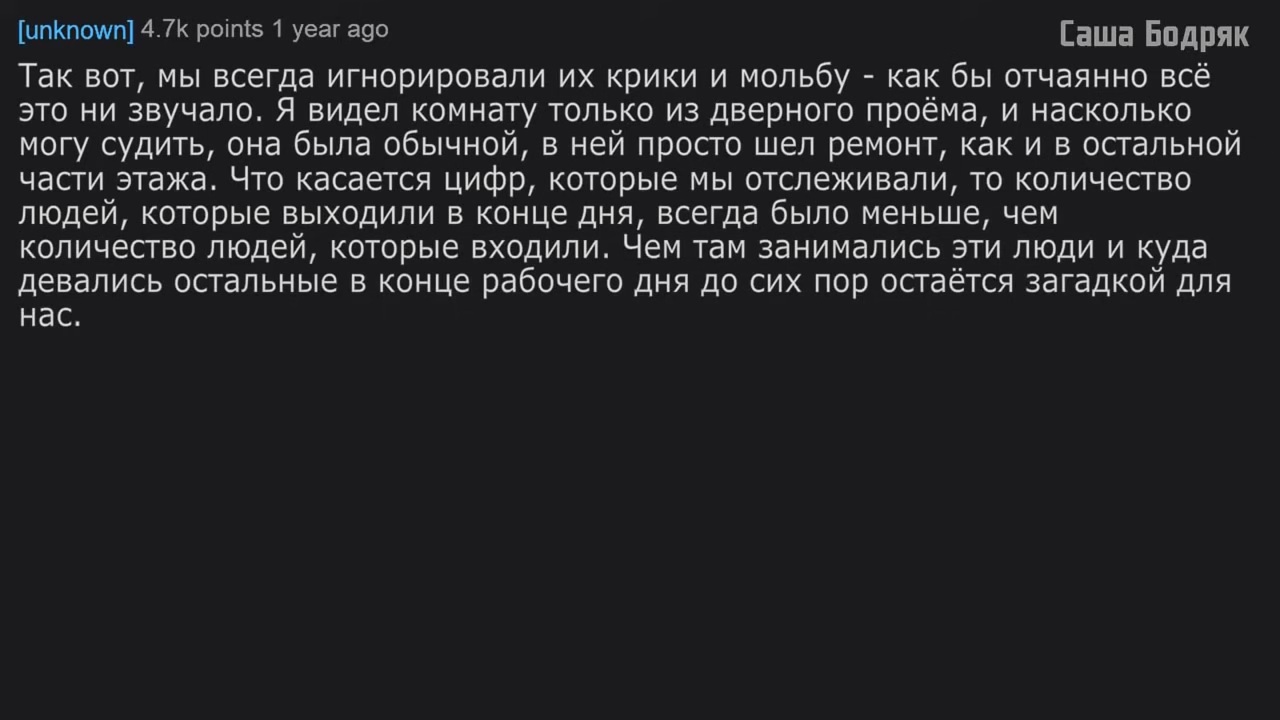 [unknown] 4.7k points 1 year ago
Саша Бодряк
Так вот, мы всегда игнорировали их крики и мольбу - как бы отчаянно всё
это ни звучало. Я видел комнату только из дверного проёма, и насколько
могу судить, она была обычной, в ней просто шел ремонт, как и в остальной
части этажа. Что касается цифр, которые мы отслеживали, то количество
людей, которые выходили в конце дня, всегда было меньше, чем
количество людей, которые входили. Чем там занимались эти люди и куда
девались остальные в конце рабочего дня до сих пор остаётся загадкой для
нас.